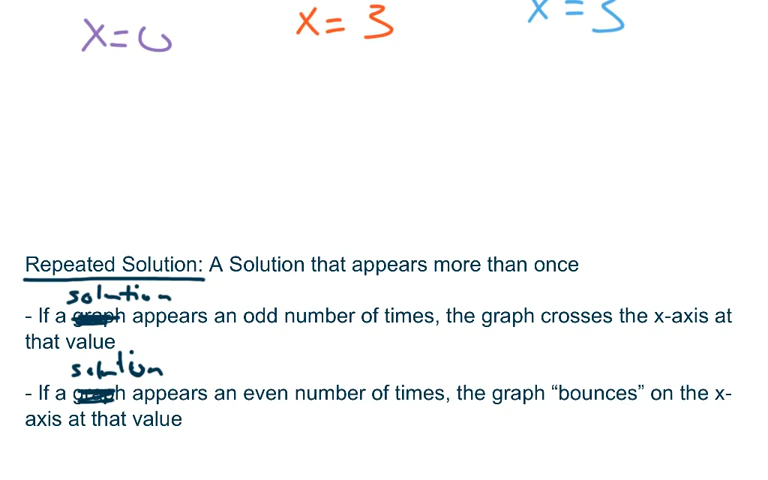 x=0 x=3 x=3
Repeated Solution: A Solution that appears more than once
solution
- If a graph appears an odd number of times, the graph crosses the x-axis at
that value
solution
- If a graph appears an even number of times, the graph “bounces” on the x-
axis at that value